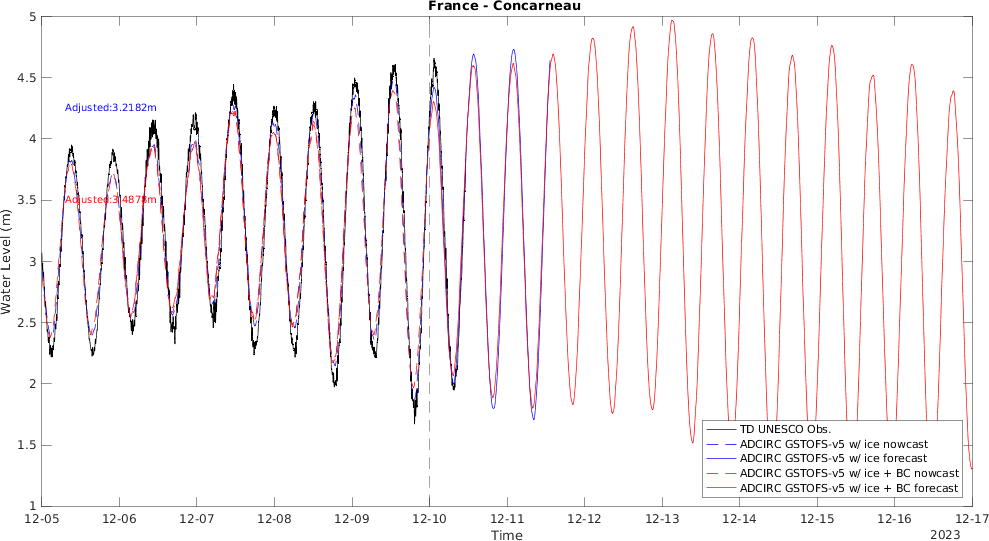 France - Concarneau
5
4.5
4
3.5
3
2.5
2
1.5
1
Water Level (m)
Adjusted:3.2182m
Adjusted:3.4878m
TD UNESCO Obs.
ADCIRC GSTOFS-v5 w/ ice nowcast
ADCIRC GSTOFS-v5 w/ ice forecast
ADCIRC GSTOFS-v5 w/ ice + BC nowcast
ADCIRC GSTOFS-v5 w/ ice + BC forecast
12-05 12-06 12-07 12-08 12-09 12-10 12-11 12-12 12-13 12-14 12-15 12-16 12-17
Time
2023